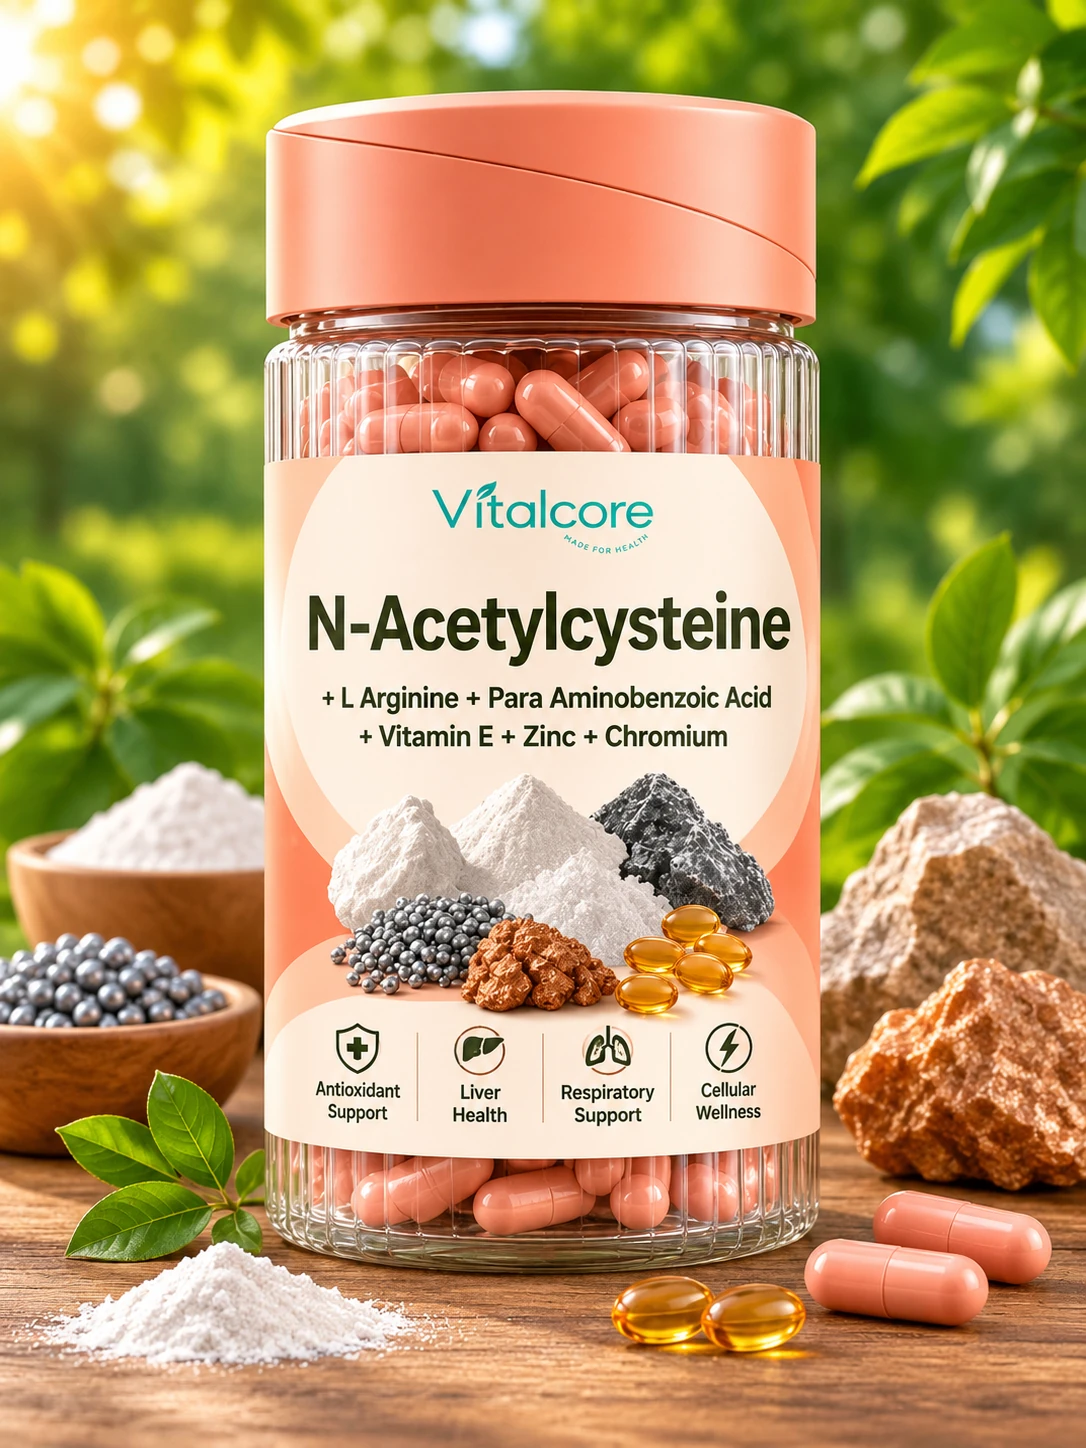 Vitalcore
MADE FOR HEALTH
N-Acetylcysteine
+ L Arginine + Para Aminobenzoic Acid
+ Vitamin E + Zinc + Chromium
Antioxidant
Support
Liver
Health
Respiratory
Support
Cellular
Wellness